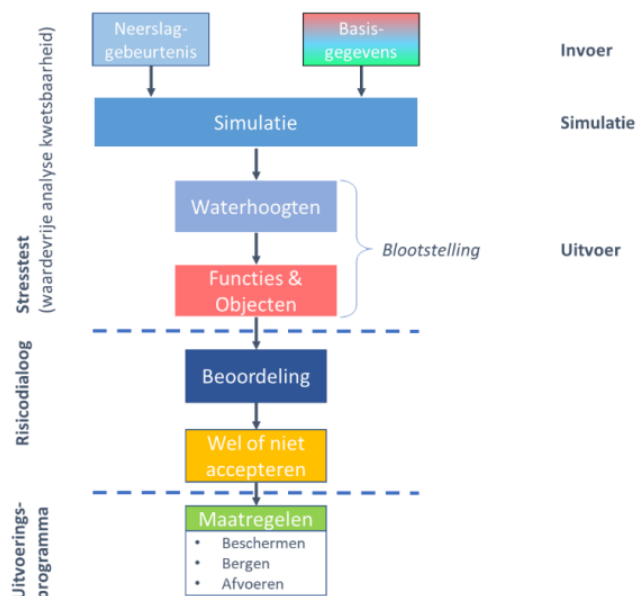 Neerslag-
gebeurtenis
Basis-
gegevens
Invoer
Simulatie
Simulatie
Waterhoogten
Blootstelling
Uitvoer
Functies &
Objecten
Stresstest
(waardevrije analyse kwetsbaarheid)
Beoordeling
Risicodialoog
Wel of niet
accepteren
Maatregelen
• Beschermen
• Bergen
• Afvoeren
Uitvoerings-
programma